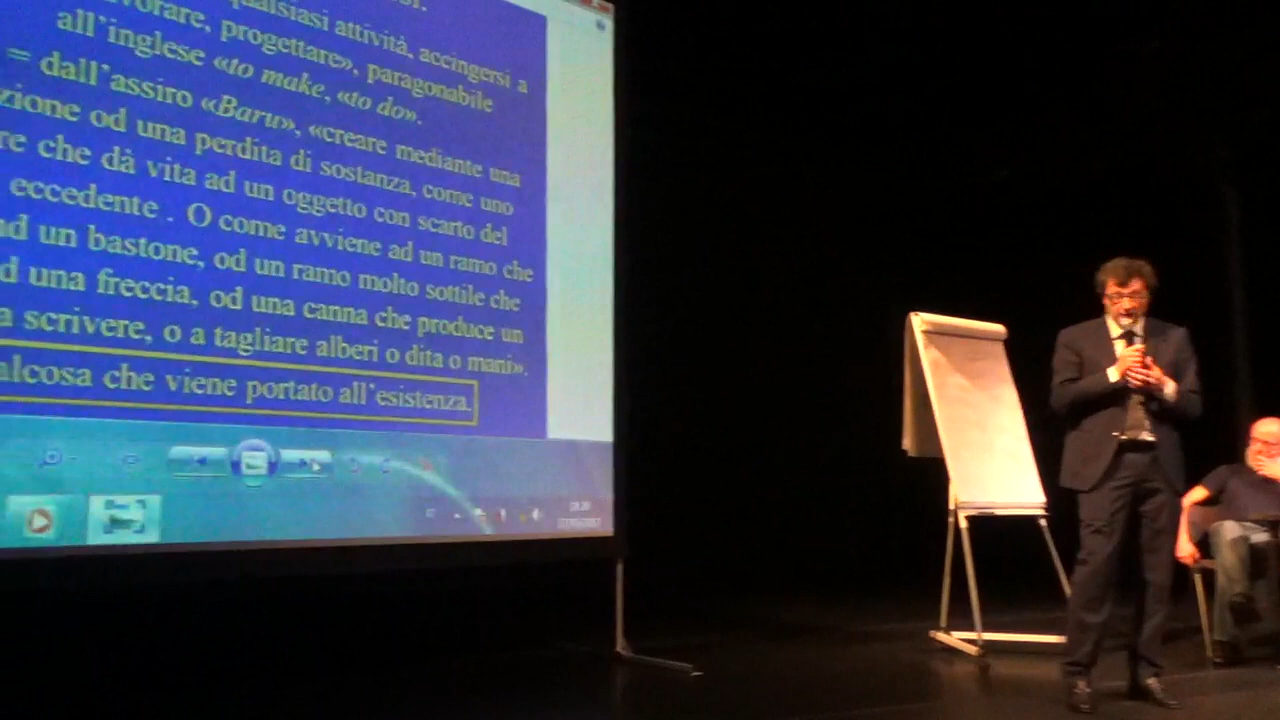 qualsiasi attività, accingersi a
vorare, progettare», paragonabile
all'inglese «to make, «to do».
= dall'assiro «Baru», «creare mediante una
zione od una perdita di sostanza, come uno
re che dà vita ad un oggetto con scarto del
eccedente . O come avviene ad un ramo che
ad un bastone, od un ramo molto sottile che
d una freccia, od una canna che produce un
a scrivere, o a tagliare alberi o dita o mani».
alcosa che viene portato all'esistenza.